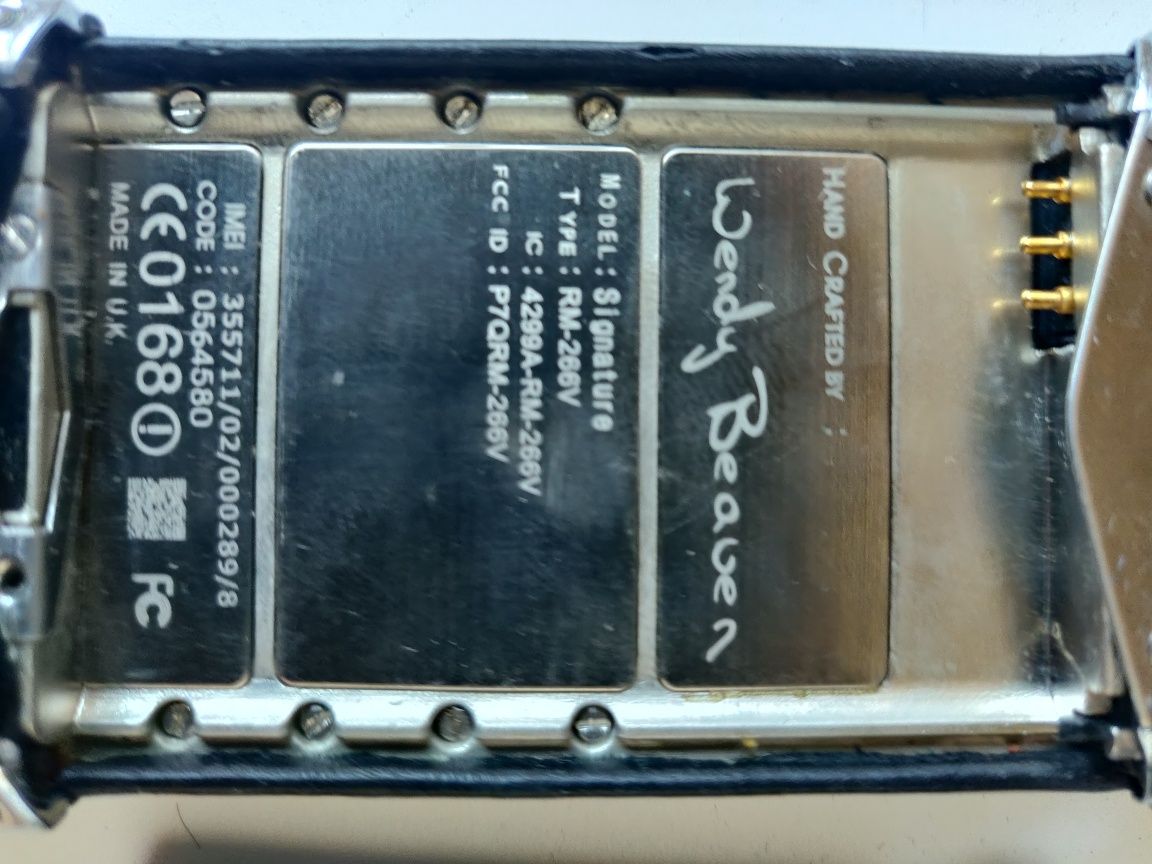 HAND CRAFTED BY :
Wendy Beaven
MODEL: Signature
TYPE: RM-266V
IC: 4299A-RM-266V
FCC ID: P7QRM-266V
IMEI : 355711/02/000289/8
CODE : 0564580
CE0168
FC
MADE IN U.K.